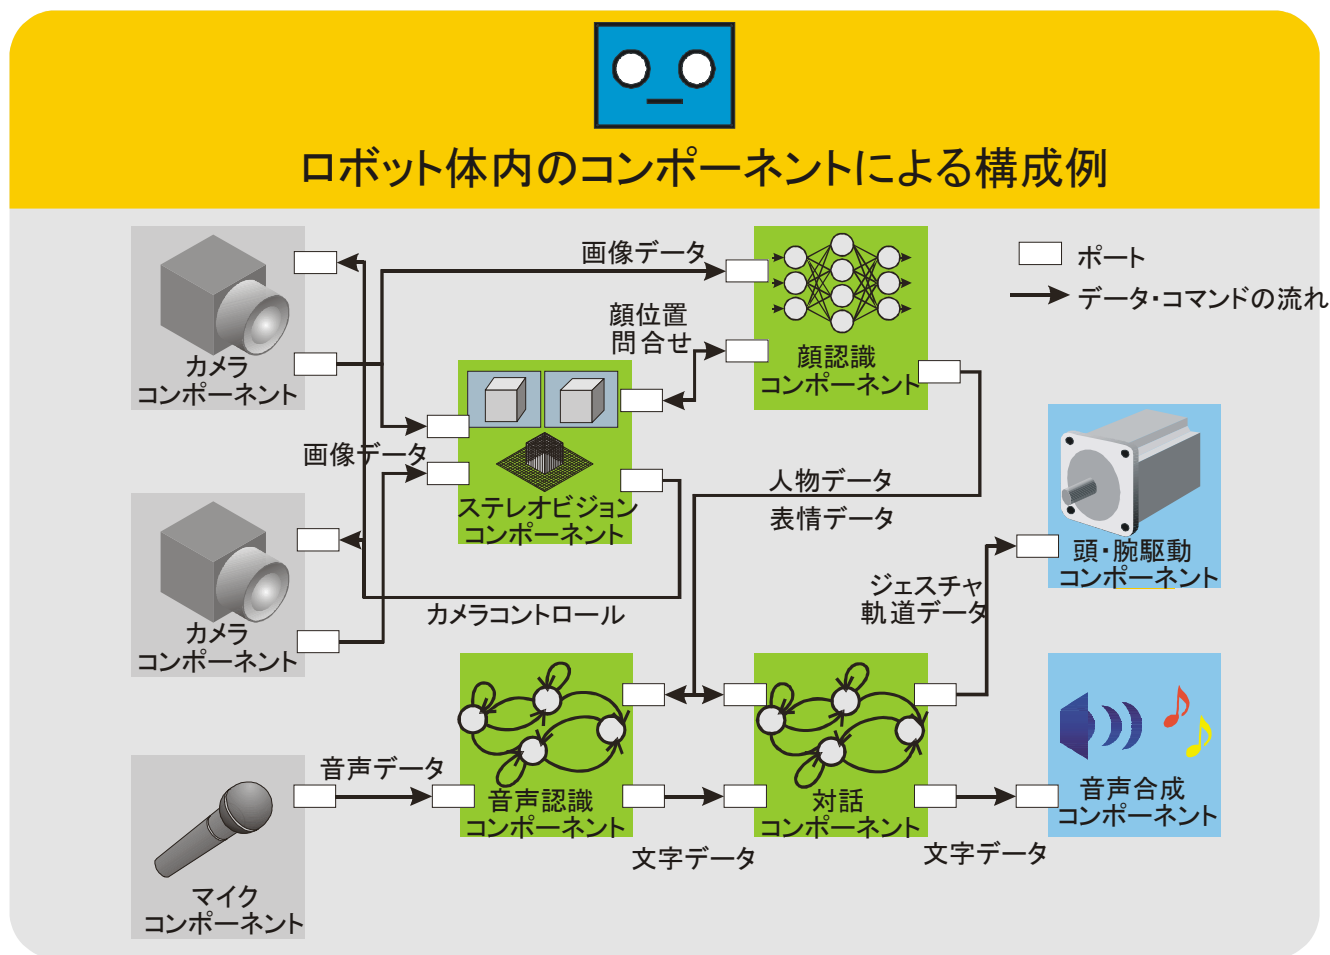 ロボット体内のコンポーネントによる構成例
カメラ
コンポーネント
画像データ
顔位置
問合せ
顔認識
コンポーネント
ポート
データ・コマンドの流れ
画像データ
ステレオビジョン
コンポーネント
人物データ
表情データ
頭・腕駆動
コンポーネント
カメラ
コンポーネント
カメラコントロール
ジェスチャ
軌道データ
音声データ
マイク
コンポーネント
音声認識
コンポーネント
文字データ
対話
コンポーネント
文字データ
音声合成
コンポーネント